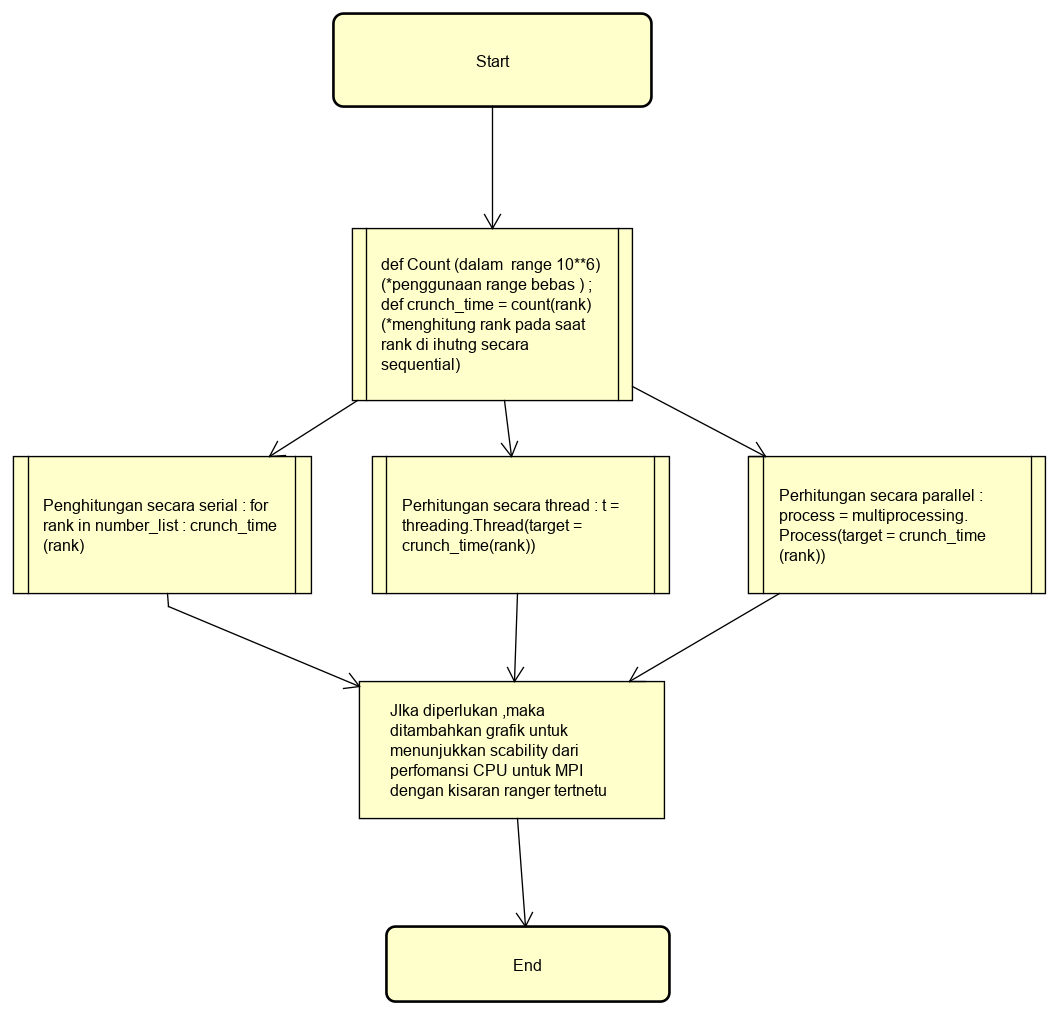 Start
def Count (dalam  range 10**6)
(*penggunaan range bebas ) ;
def crunch_time = count(rank)
(*menghitung rank pada saat
rank di ihutng secara
sequential)
Penghitungan secara serial : for
rank in number_list : crunch_time
(rank)
Perhitungan secara thread : t =
threading.Thread(target =
crunch_time(rank))
Perhitungan secara parallel :
process = multiprocessing.
Process(target = crunch_time
(rank))
JIka diperlukan ,maka
ditambahkan grafik untuk
menunjukkan scability dari
perfomansi CPU untuk MPI
dengan kisaran ranger tertnetu
End